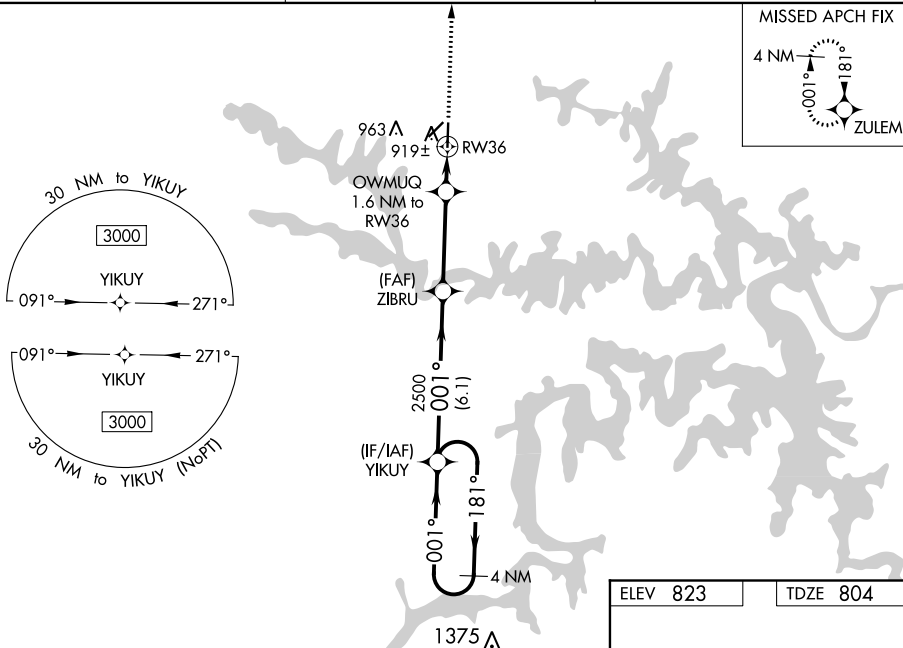 MISSED APCH FIX
4 NM
001°
181°
ZULEM
963
919±
RW36
OWMUQ
1.6 NM to
RW36
30 NM to YIKUY
3000
YIKUY
091°
271°
091°
271°
YIKUY
3000
30 NM to YIKUY (NoPT)
(FAF)
ZIBRU
2500
001°
(6.1)
(IF/IAF)
YIKUY
001°
181°
4 NM
1375
ELEV 823
TDZE 804